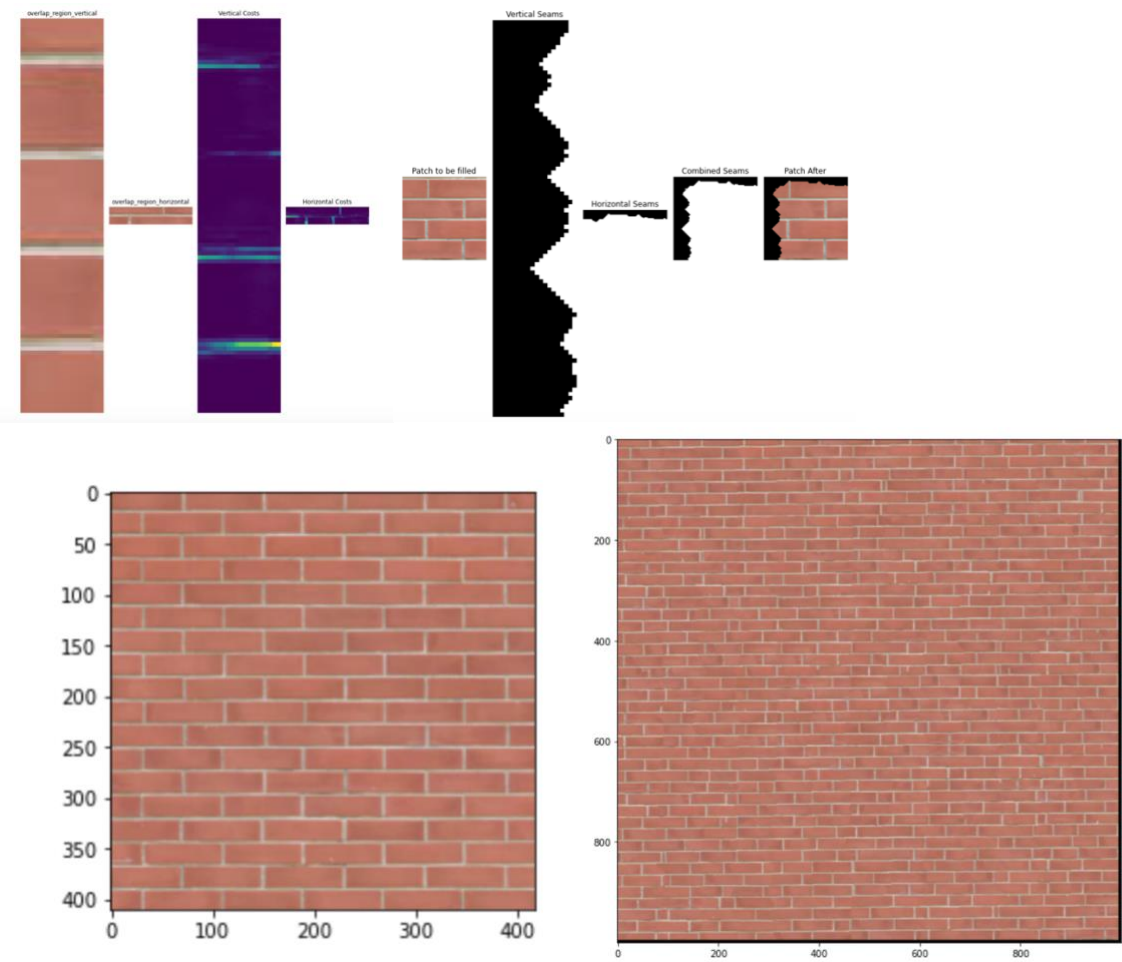 overlap_region_vertical
Vertical Costs
Vertical Seams
Patch to be filled
Combined Seams
Patch After
overlap_region_horizontal
Horizontal Costs
Horizontal Seams
0
50
100
150
200
250
300
350
400
0
100
200
300
400
0
200
400
600
800
0
200
400
600
800